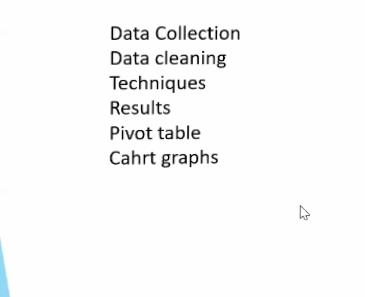 Data Collection
Data cleaning
Techniques
Results
Pivot table
Cahrt graphs